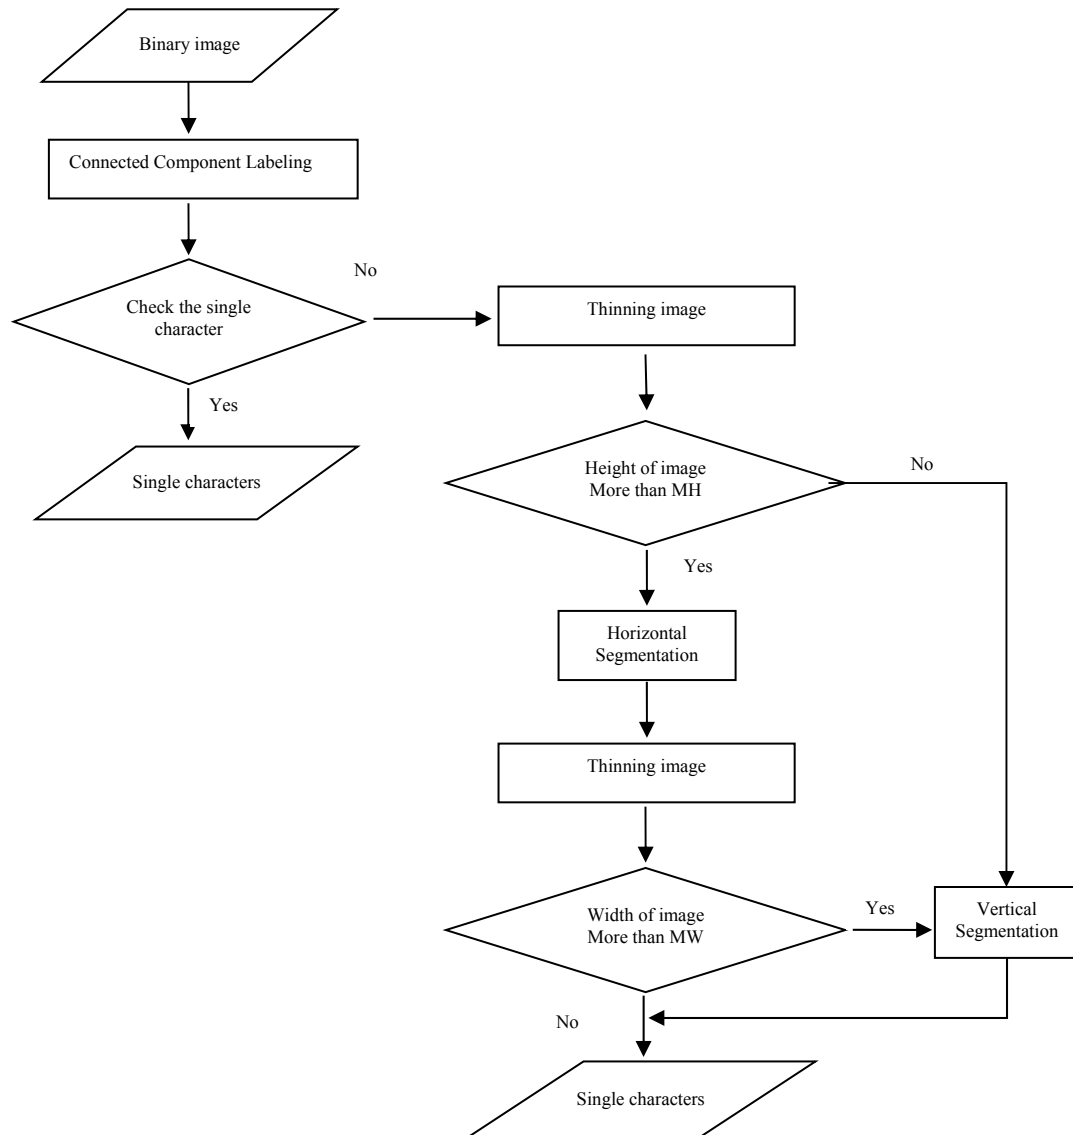 Binary image
Connected Component Labeling
No
Check the single
character
Thinning image
Yes
Single characters
Height of image
More than MH
No
Yes
Horizontal
Segmentation
Thinning image
Width of image
More than MW
Yes
Vertical
Segmentation
No
Single characters